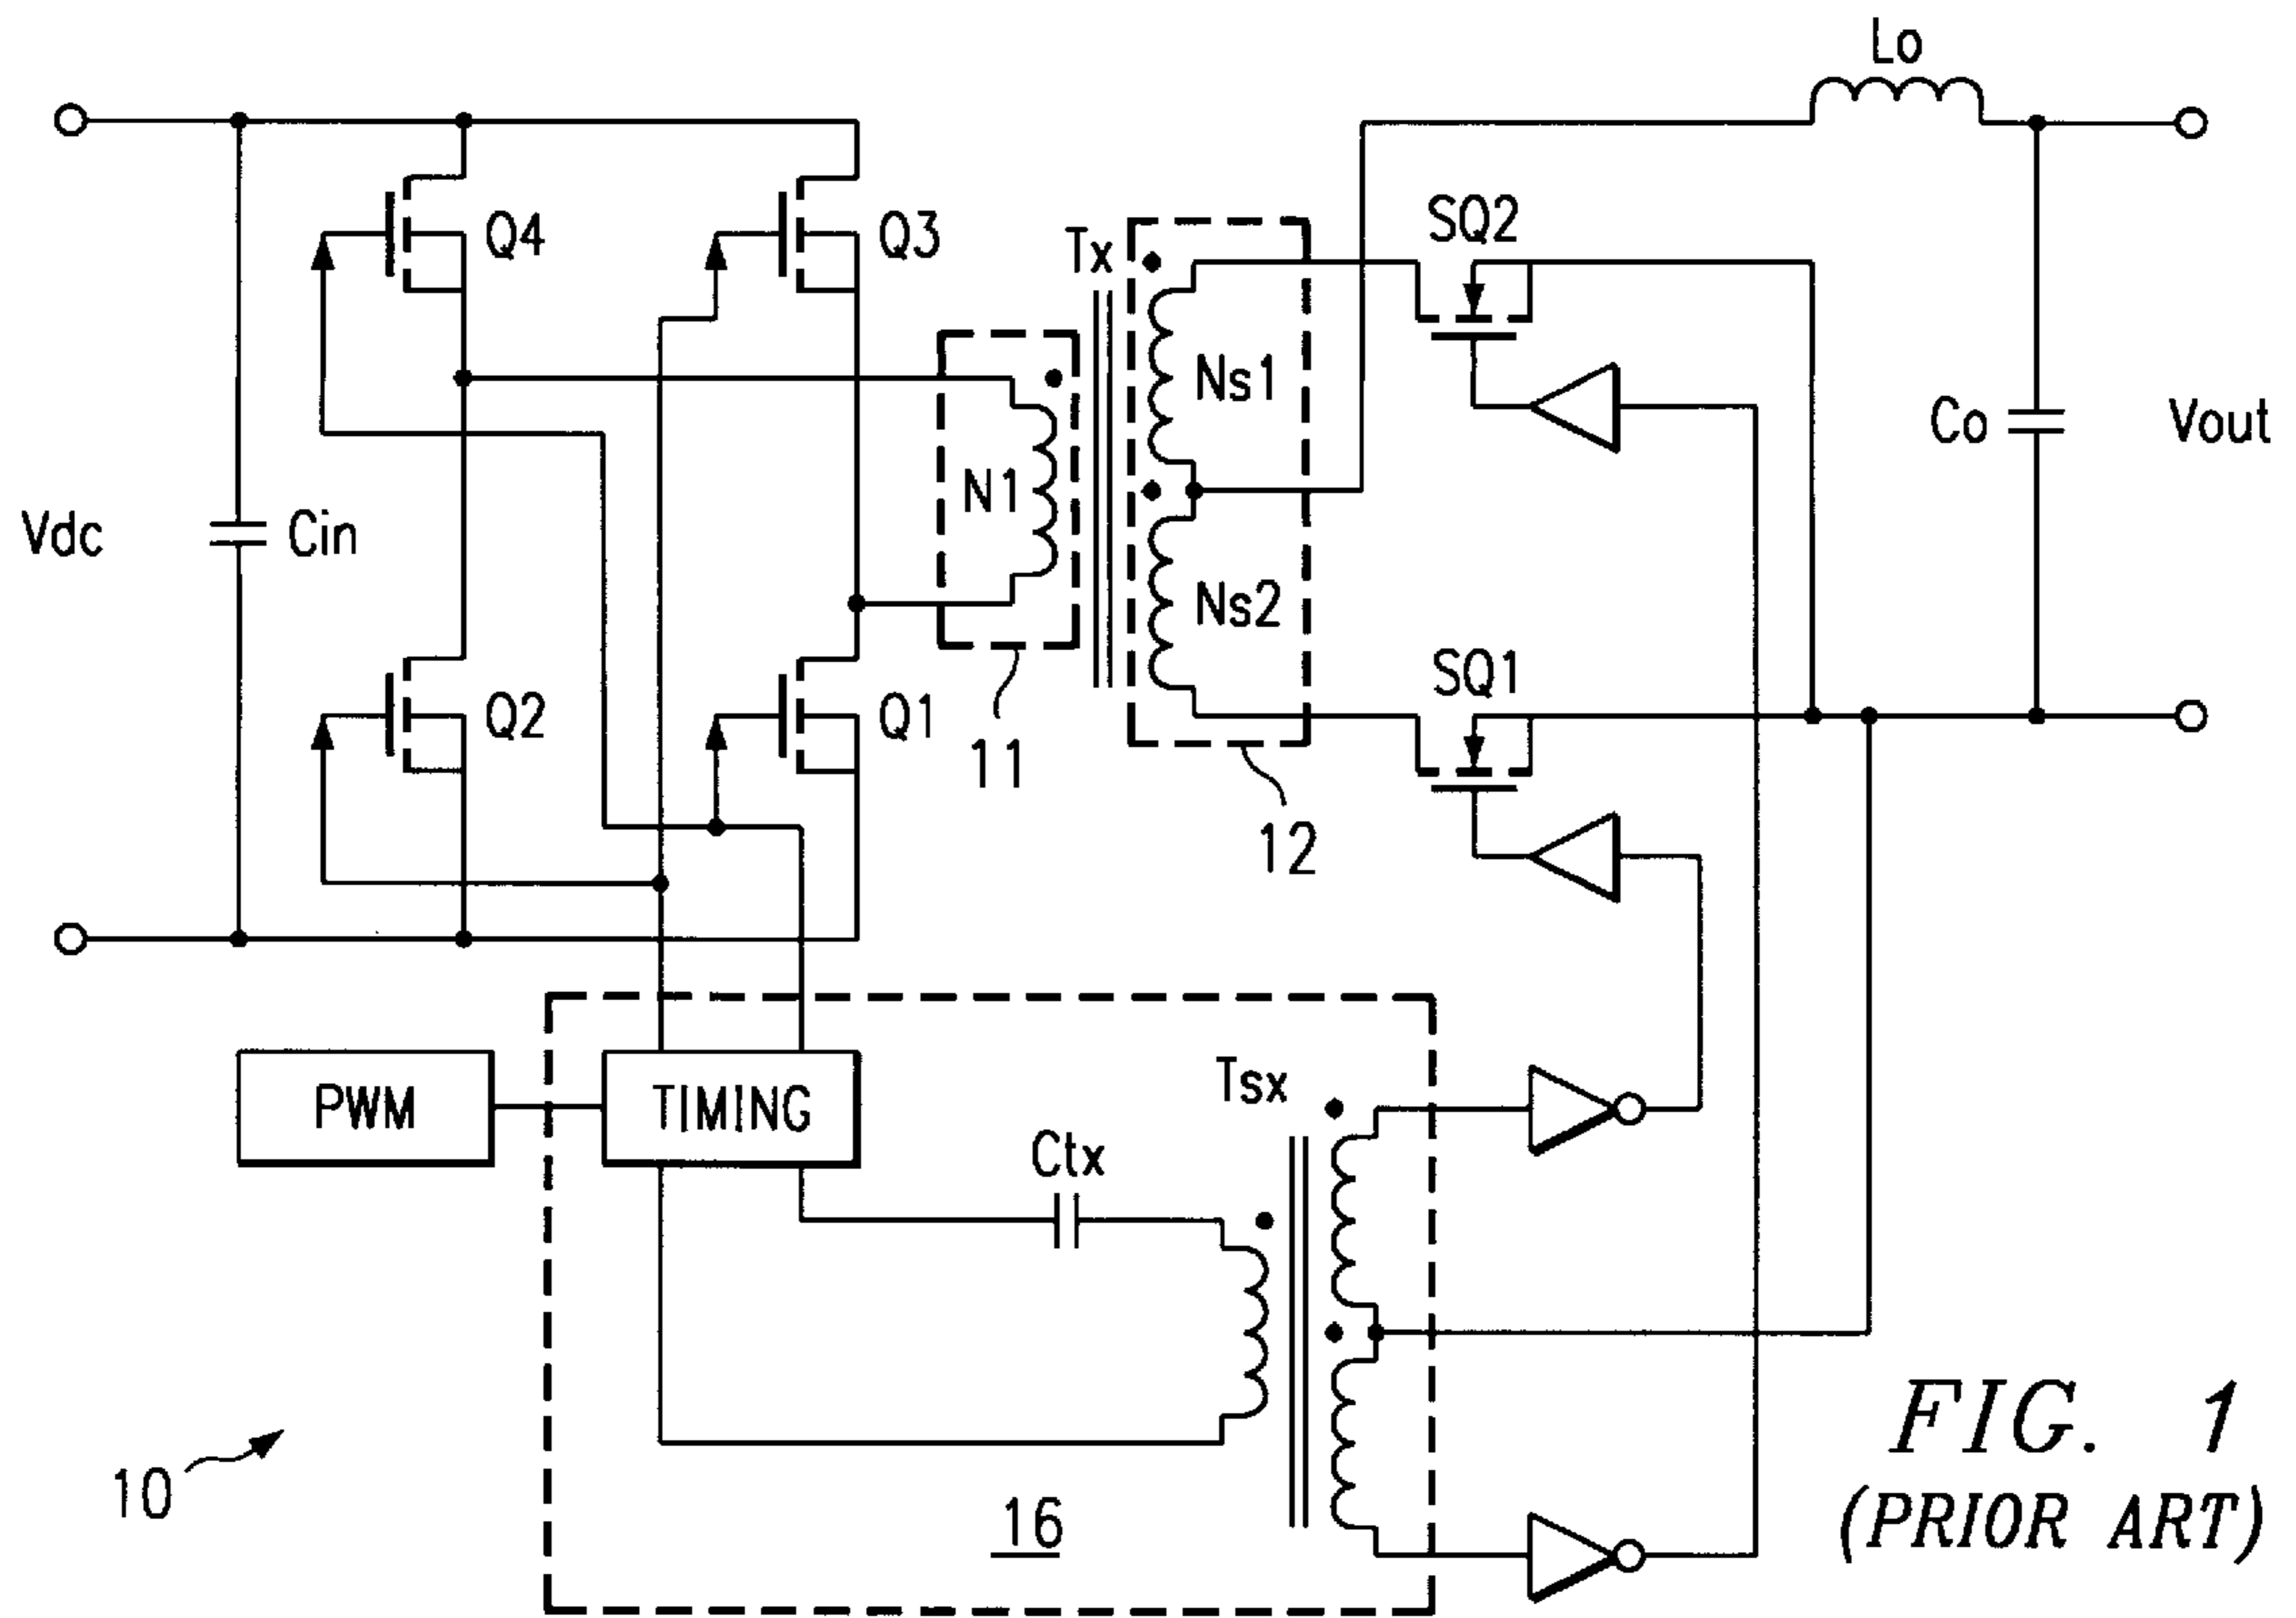 Lo
Q4
Q3
Tx
SQ2
Ns1
Co
Vout
N1
Vdc
Cin
Ns2
SQ1
Q2
Q1
11
12
PWM
TIMING
Tsx
Ctx
10
16
FIG. 1
(PRIOR ART)